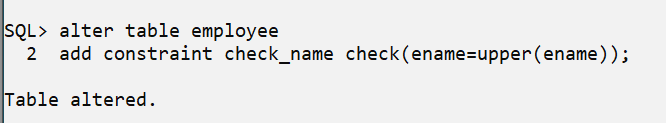 SQL> alter table employee
2 add constraint check_name check(ename=upper(ename));
Table altered.